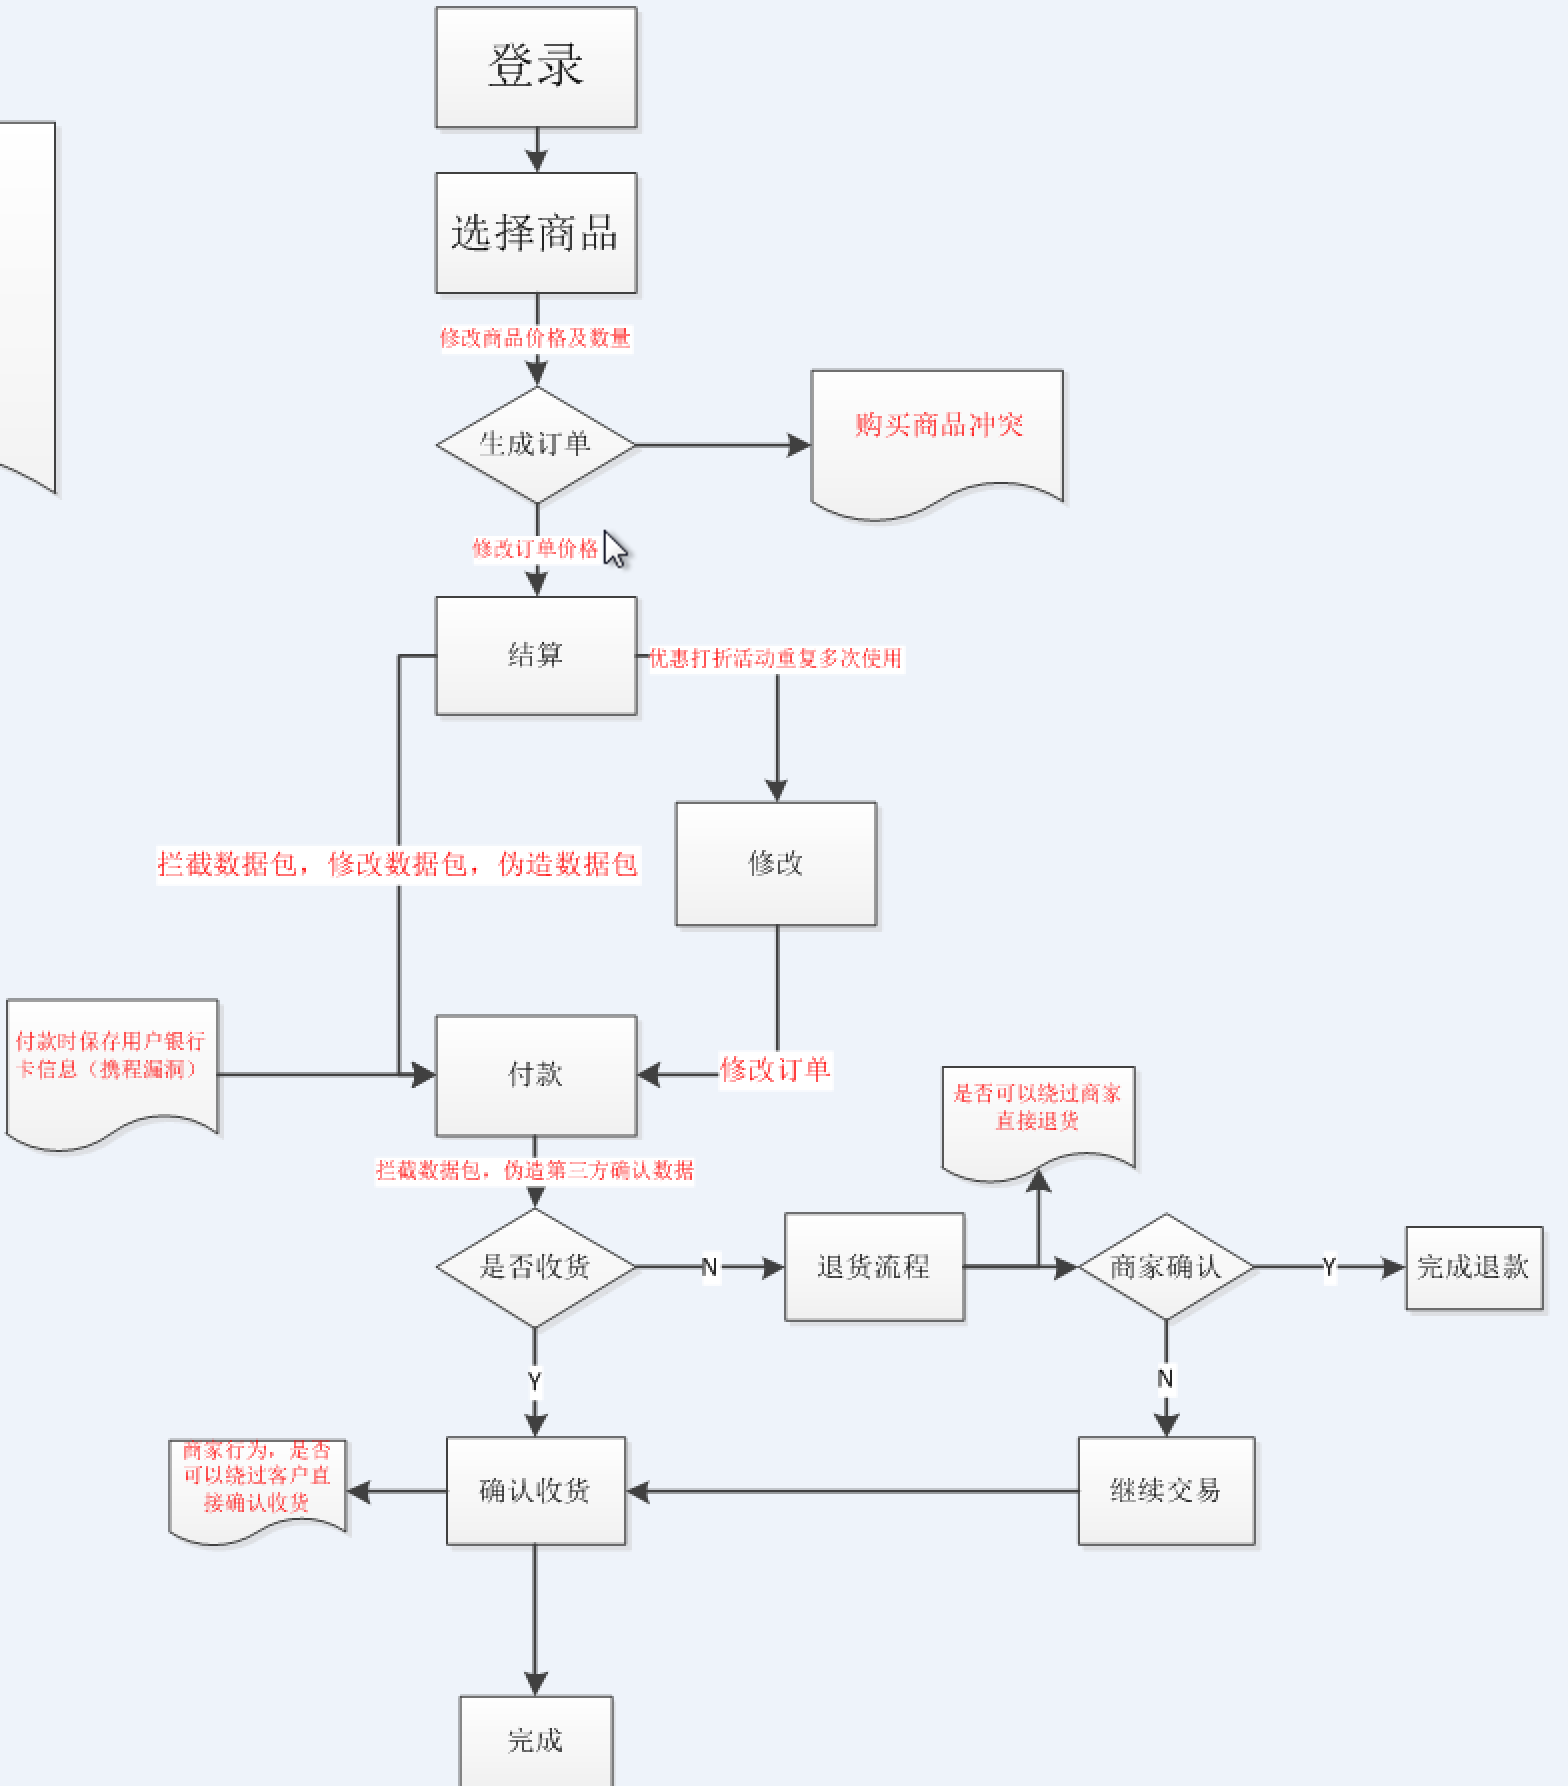 登录
选择商品
修改商品价格及数量
生成订单
购买商品冲突
修改订单价格
结算
优惠打折活动重复多次使用
拦截数据包，修改数据包，伪造数据包
修改
付款时保存用户银行
卡信息（携程漏洞）
付款
修改订单
是否可以绕过商家
直接退货
拦截数据包，伪造第三方确认数据
是否收货
N
退货流程
商家确认
Y
完成退款
Y
N
商家行为，是否
可以绕过客户直
接确认收货
确认收货
继续交易
完成